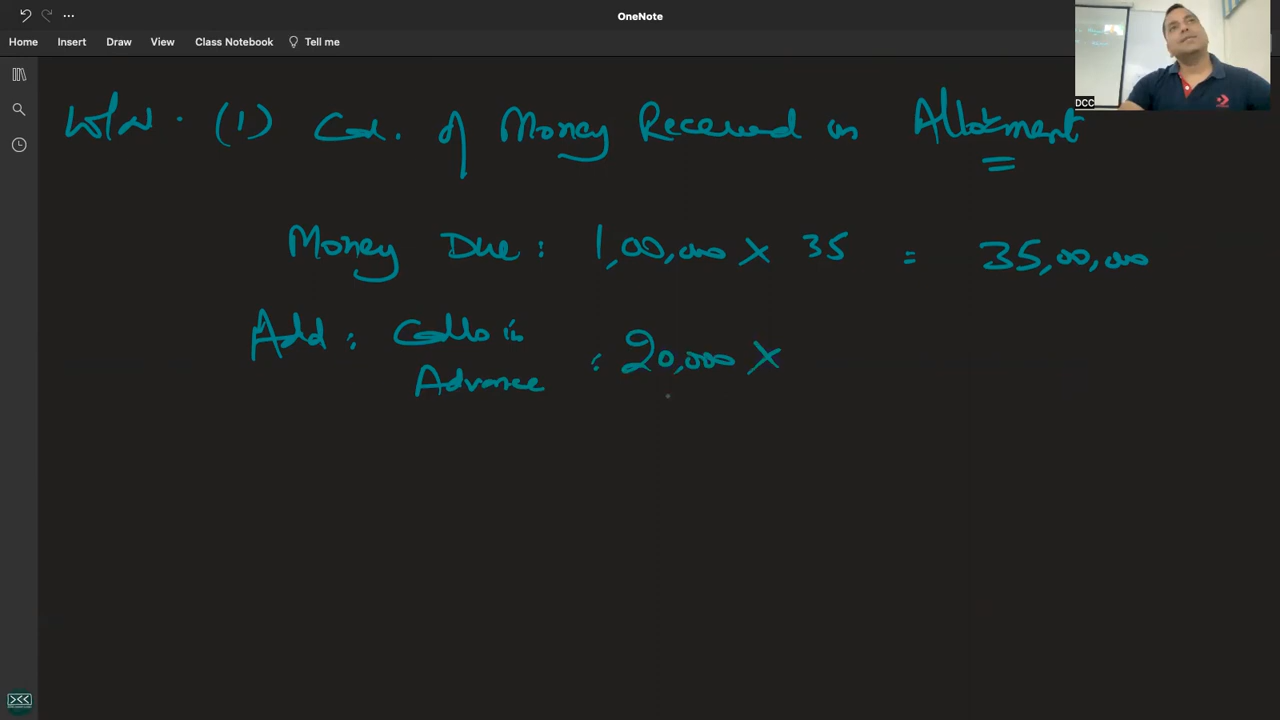 OneNote
Home Insert Draw View Class Notebook Tell me
DCC
W/N. (1) Cal. of Money Received on Allotment
Money Due : 1,00,000 X 35 = 35,00,000
Add : Calls in
Advance : 20,000 X